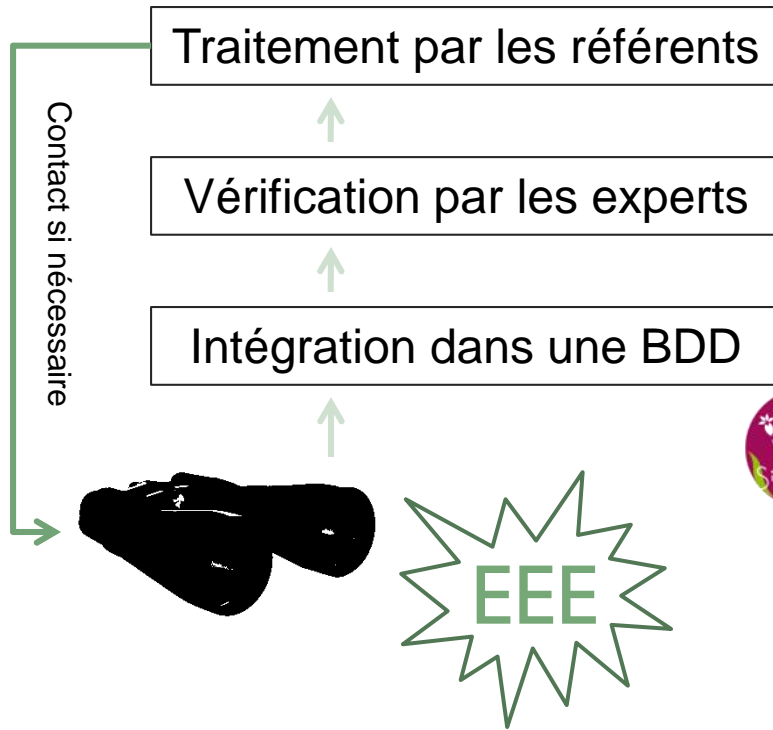 Traitement par les référents
Contact si nécessaire
Vérification par les experts
Intégration dans une BDD
EEE